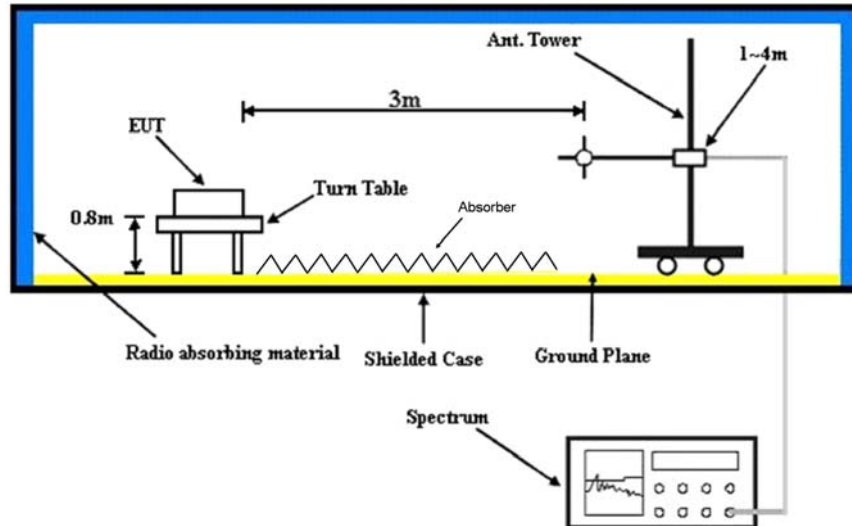 Ant. Tower
1~4m
3m
EUT
Turn Table
0.8m
Absorber
Radio absorbing material
Shielded Case
Ground Plane
Spectrum